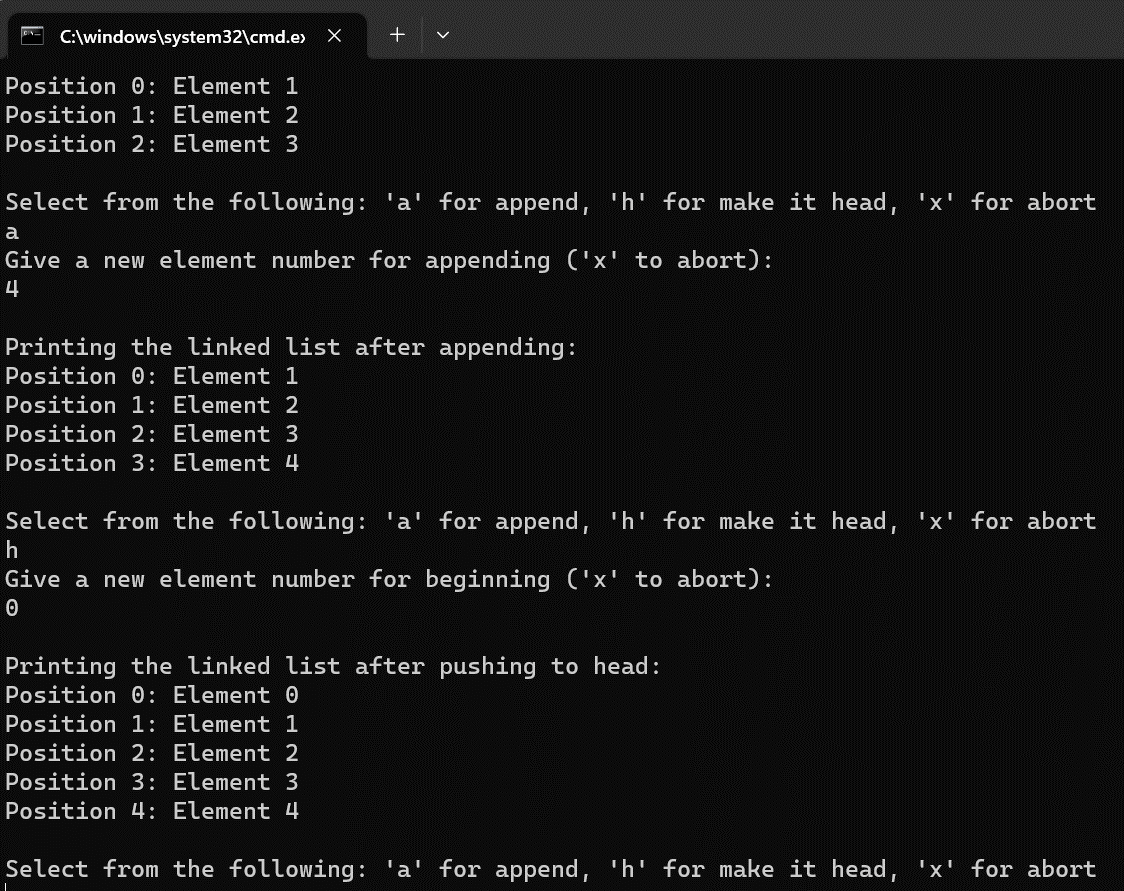 C:\windows\system32\cmd.ex
Position 0: Element 1
Position 1: Element 2
Position 2: Element 3
Select from the following: 'a' for append, 'h' for make it head, 'x' for abort
a
Give a new element number for appending ('x' to abort):
4
Printing the linked list after appending:
Position 0: Element 1
Position 1: Element 2
Position 2: Element 3
Position 3: Element 4
Select from the following: 'a' for append, 'h' for make it head, 'x' for abort
h
Give a new element number for beginning ('x' to abort):
0
Printing the linked list after pushing to head:
Position 0: Element 0
Position 1: Element 1
Position 2: Element 2
Position 3: Element 3
Position 4: Element 4
Select from the following: 'a' for append, 'h' for make it head, 'x' for abort